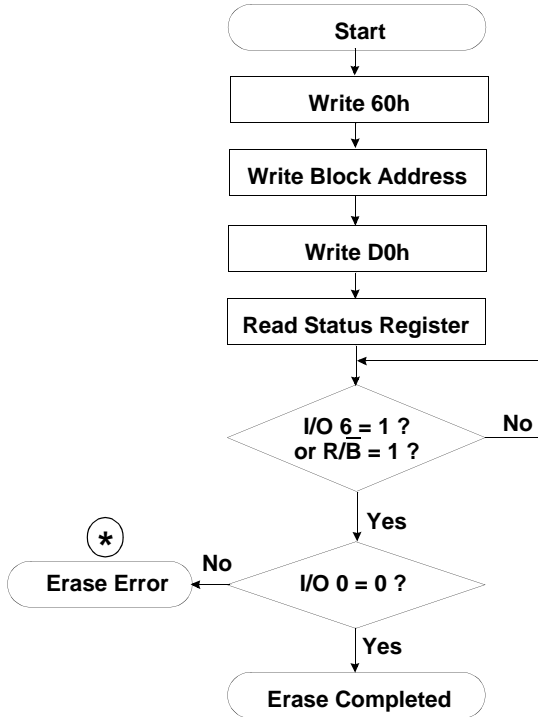 Start
Write 60h
Write Block Address
Write D0h
Read Status Register
I/O 6 = 1 ?
or R/B̅ = 1 ?
No
Yes
*
No
Erase Error
I/O 0 = 0 ?
Yes
Erase Completed